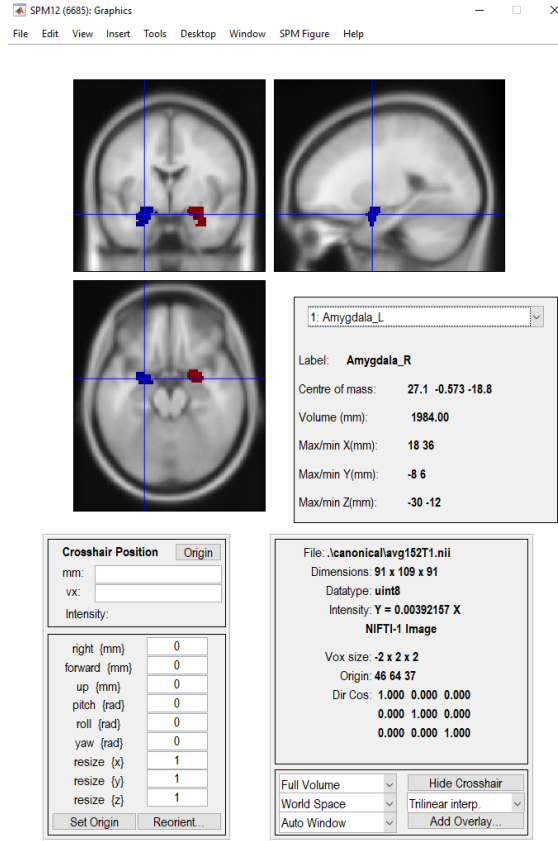 SPM12 (6685): Graphics
File Edit View Insert Tools Desktop Window SPM Figure Help
1: Amygdala_L
Label: Amygdala_R
Centre of mass: 27.1 -0.573 -18.8
Volume (mm): 1984.00
Max/min X(mm): 18 36
Max/min Y(mm): -8 6
Max/min Z(mm): -30 -12
Crosshair Position Origin
mm:
vx:
Intensity:
right {mm} 0
forward {mm} 0
up {mm} 0
pitch {rad} 0
roll {rad} 0
yaw {rad} 0
resize {x} 1
resize {y} 1
resize {z} 1
Set Origin Reorient...
File: .\canonical\avg152T1.nii
Dimensions: 91 x 109 x 91
Datatype: uint8
Intensity: Y = 0.00392157 X
NIFTI-1 Image
Vox size: -2 x 2 x 2
Origin: 46 64 37
Dir Cos: 1.000 0.000 0.000
0.000 1.000 0.000
0.000 0.000 1.000
Full Volume Hide Crosshair
World Space Trilinear interp.
Auto Window Add Overlay...